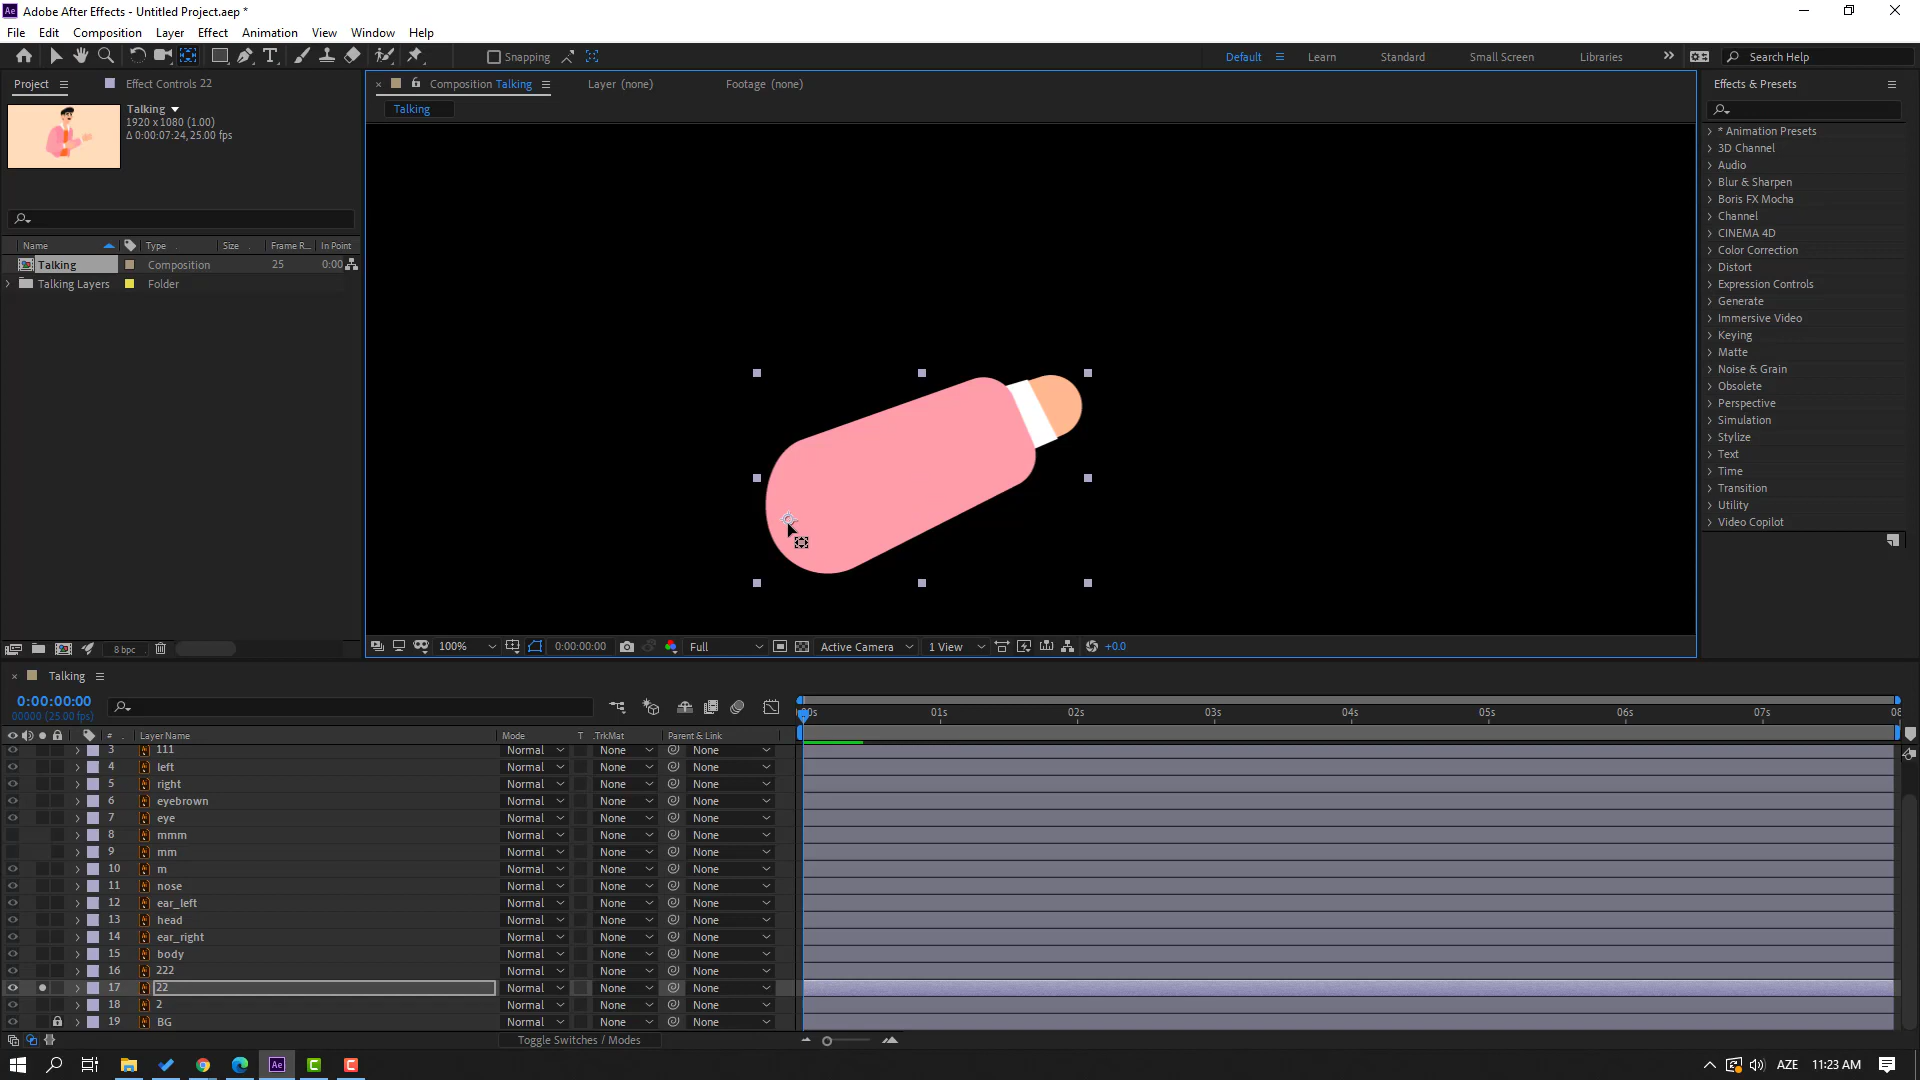 Adobe After Effects - Untitled Project.aep *
File Edit Composition Layer Effect Animation View Window Help
Snapping
Default Learn Standard Small Screen Libraries Search Help
Project Effect Controls 22
Composition Talking Layer (none) Footage (none)
Effects & Presets
Talking
Talking
1920 x 1080 (1.00)
Δ 0:00:07:24, 25.00 fps
* Animation Presets
3D Channel
Audio
Blur & Sharpen
Boris FX Mocha
Channel
CINEMA 4D
Color Correction
Distort
Expression Controls
Generate
Immersive Video
Keying
Matte
Noise & Grain
Obsolete
Perspective
Simulation
Stylize
Text
Time
Transition
Utility
Video Copilot
Name Type Size Frame R... In Point
Talking Composition 25 0:00
Talking Layers Folder
8 bpc
100% 0:00:00:00 Full Active Camera 1 View +0.0
Talking
0:00:00:00
00000 (25.00 fps)
00s 01s 02s 03s 04s 05s 06s 07s 08
# Layer Name Mode T .TrkMat Parent & Link
3 111 Normal None None
4 left Normal None None
5 right Normal None None
6 eyebrown Normal None None
7 eye Normal None None
8 mmm Normal None None
9 mm Normal None None
10 m Normal None None
11 nose Normal None None
12 ear_left Normal None None
13 head Normal None None
14 ear_right Normal None None
15 body Normal None None
16 222 Normal None None
17 22 Normal None None
18 2 Normal None None
19 BG Normal None None
Toggle Switches / Modes
AZE 11:23 AM